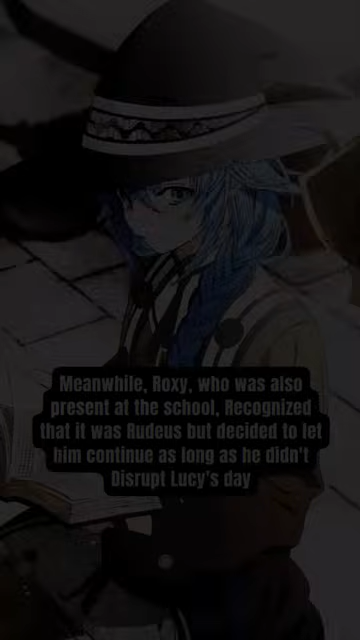 Meanwhile, Roxy, who was also
present at the school, Recognized
that it was Rudeus but decided to let
him continue as long as he didn't
Disrupt Lucy's day